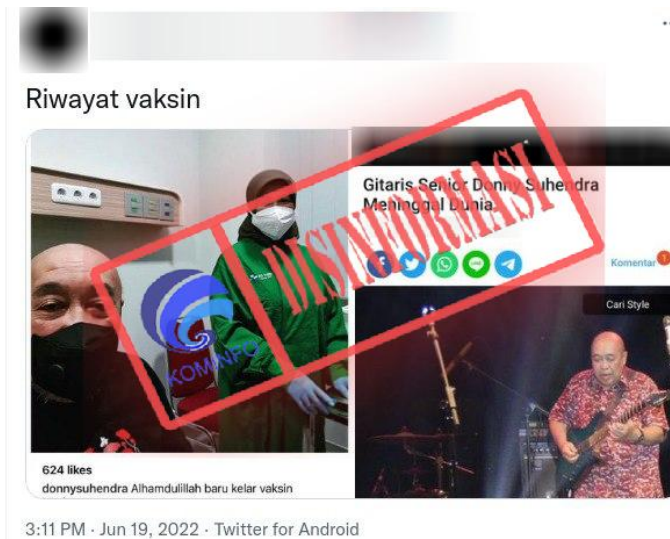 Riwayat vaksin
Gitaris Senior Donny Suhendra
Meninggal Dunia
Komentar 1
Cari Style
DISINFORMASI
KOMINFO
624 likes
donnysuhendra Alhamdulillah baru kelar vaksin
3:11 PM · Jun 19, 2022 · Twitter for Android